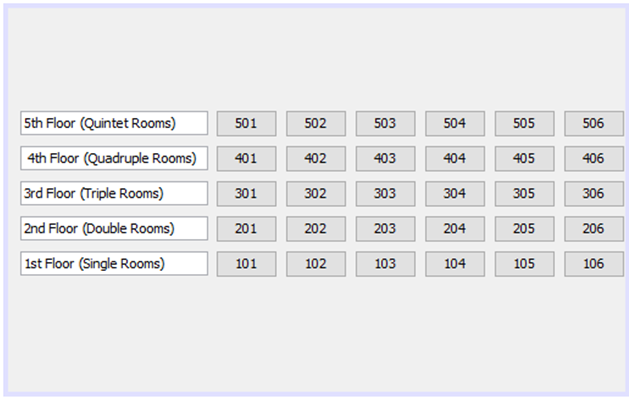 5th Floor (Quintet Rooms) 501 502 503 504 505 506
4th Floor (Quadruple Rooms) 401 402 403 404 405 406
3rd Floor (Triple Rooms) 301 302 303 304 305 306
2nd Floor (Double Rooms) 201 202 203 204 205 206
1st Floor (Single Rooms) 101 102 103 104 105 106